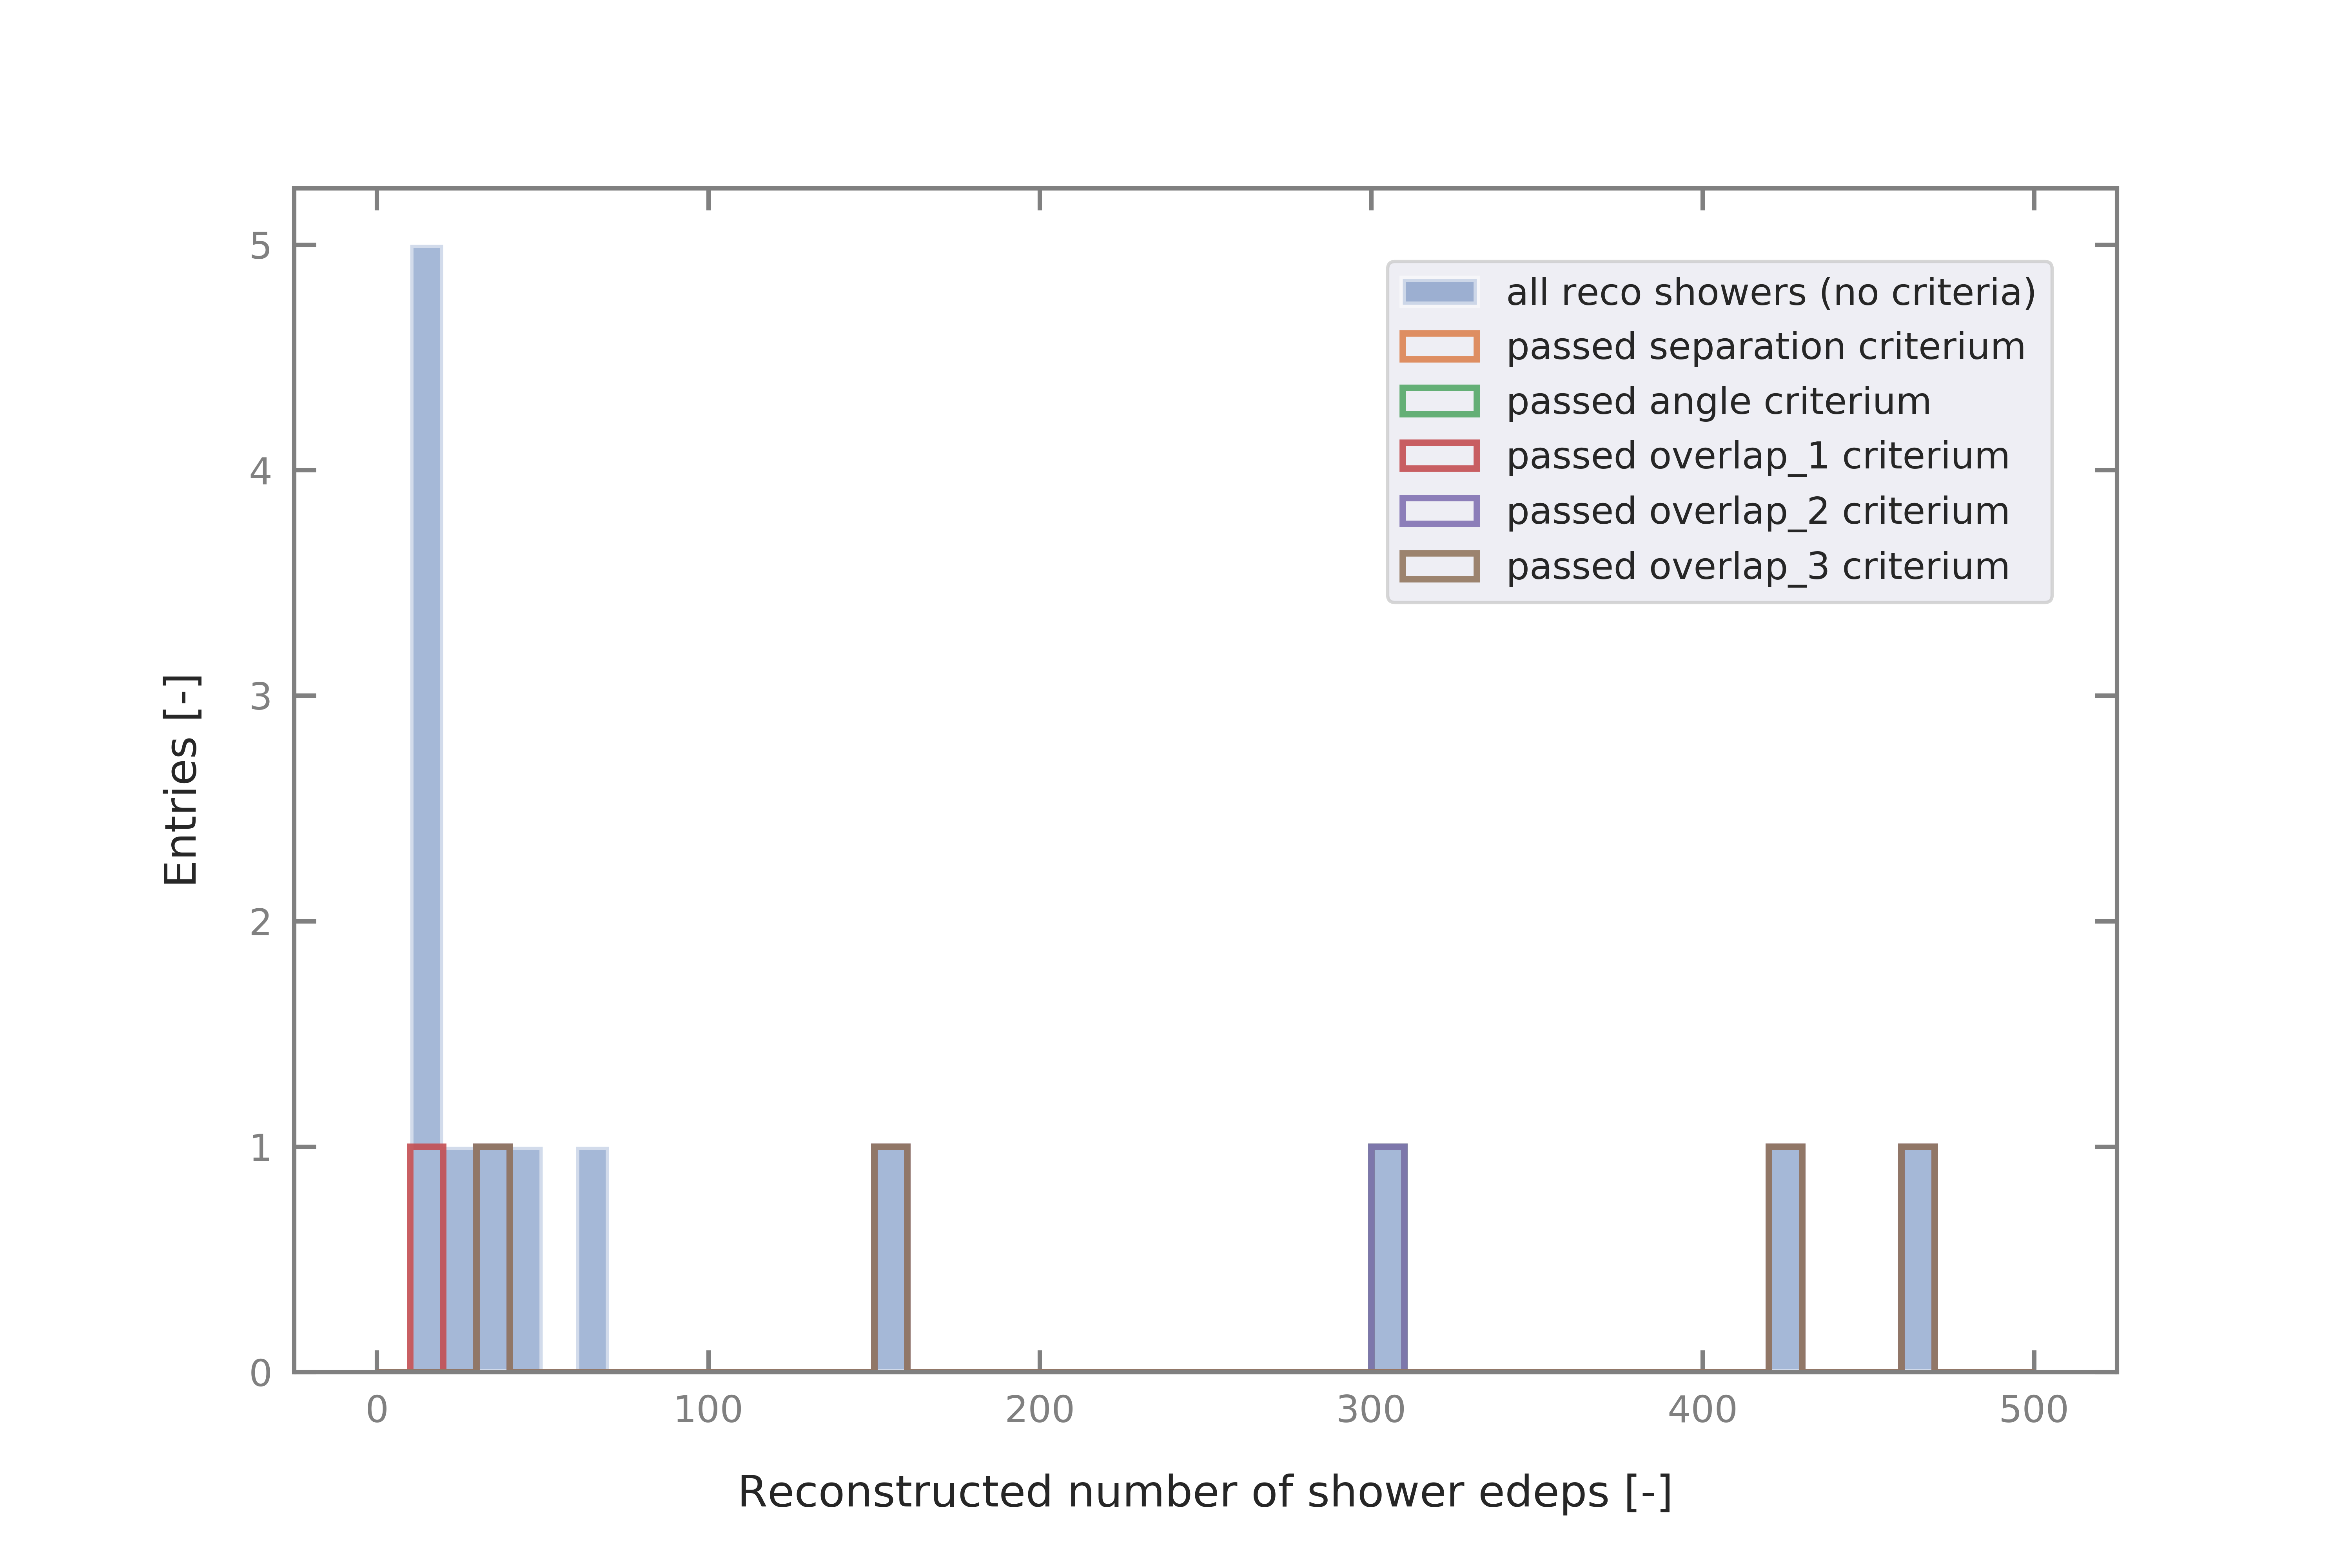 5
4
3
2
1
0
Entries [-]
all reco showers (no criteria)
passed separation criterium
passed angle criterium
passed overlap_1 criterium
passed overlap_2 criterium
passed overlap_3 criterium
0 100 200 300 400 500
Reconstructed number of shower edeps [-]